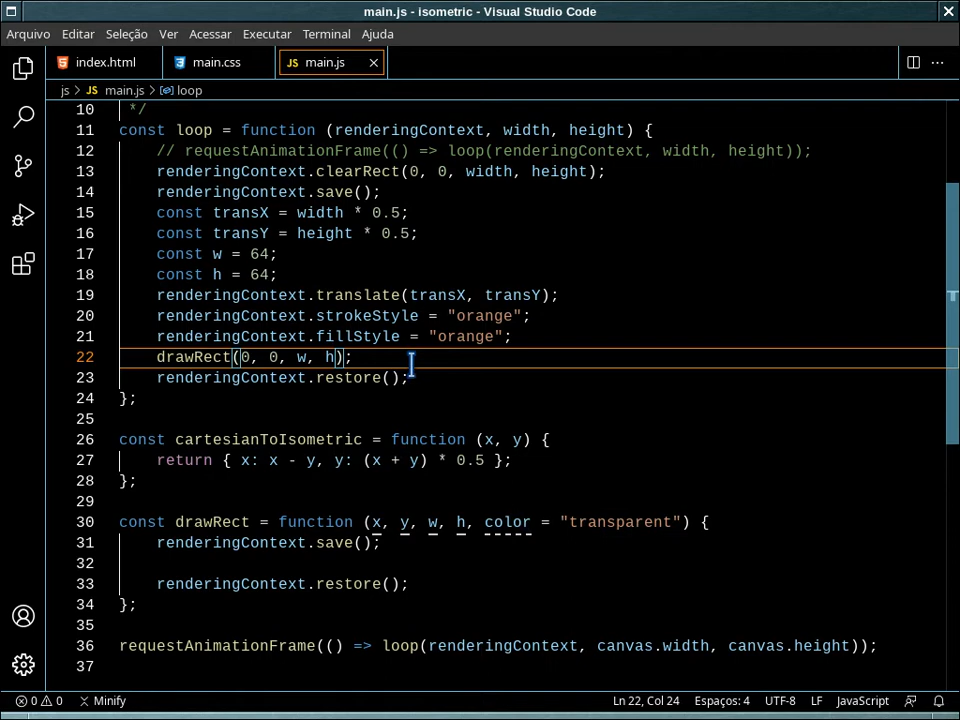 main.js - isometric - Visual Studio Code
Arquivo Editar Seleção Ver Acessar Executar Terminal Ajuda
index.html main.css JS main.js
js > JS main.js > loop
10 */
11 const loop = function (renderingContext, width, height) {
12 // requestAnimationFrame(() => loop(renderingContext, width, height));
13 renderingContext.clearRect(0, 0, width, height);
14 renderingContext.save();
15 const transX = width * 0.5;
16 const transY = height * 0.5;
17 const w = 64;
18 const h = 64;
19 renderingContext.translate(transX, transY);
20 renderingContext.strokeStyle = "orange";
21 renderingContext.fillStyle = "orange";
22 drawRect(0, 0, w, h);
23 renderingContext.restore();
24 };
25
26 const cartesianToIsometric = function (x, y) {
27 return { x: x - y, y: (x + y) * 0.5 };
28 };
29
30 const drawRect = function (x, y, w, h, color = "transparent") {
31 renderingContext.save();
32
33 renderingContext.restore();
34 };
35
36 requestAnimationFrame(() => loop(renderingContext, canvas.width, canvas.height));
37
0 0 Minify Ln 22, Col 24 Espaços: 4 UTF-8 LF JavaScript